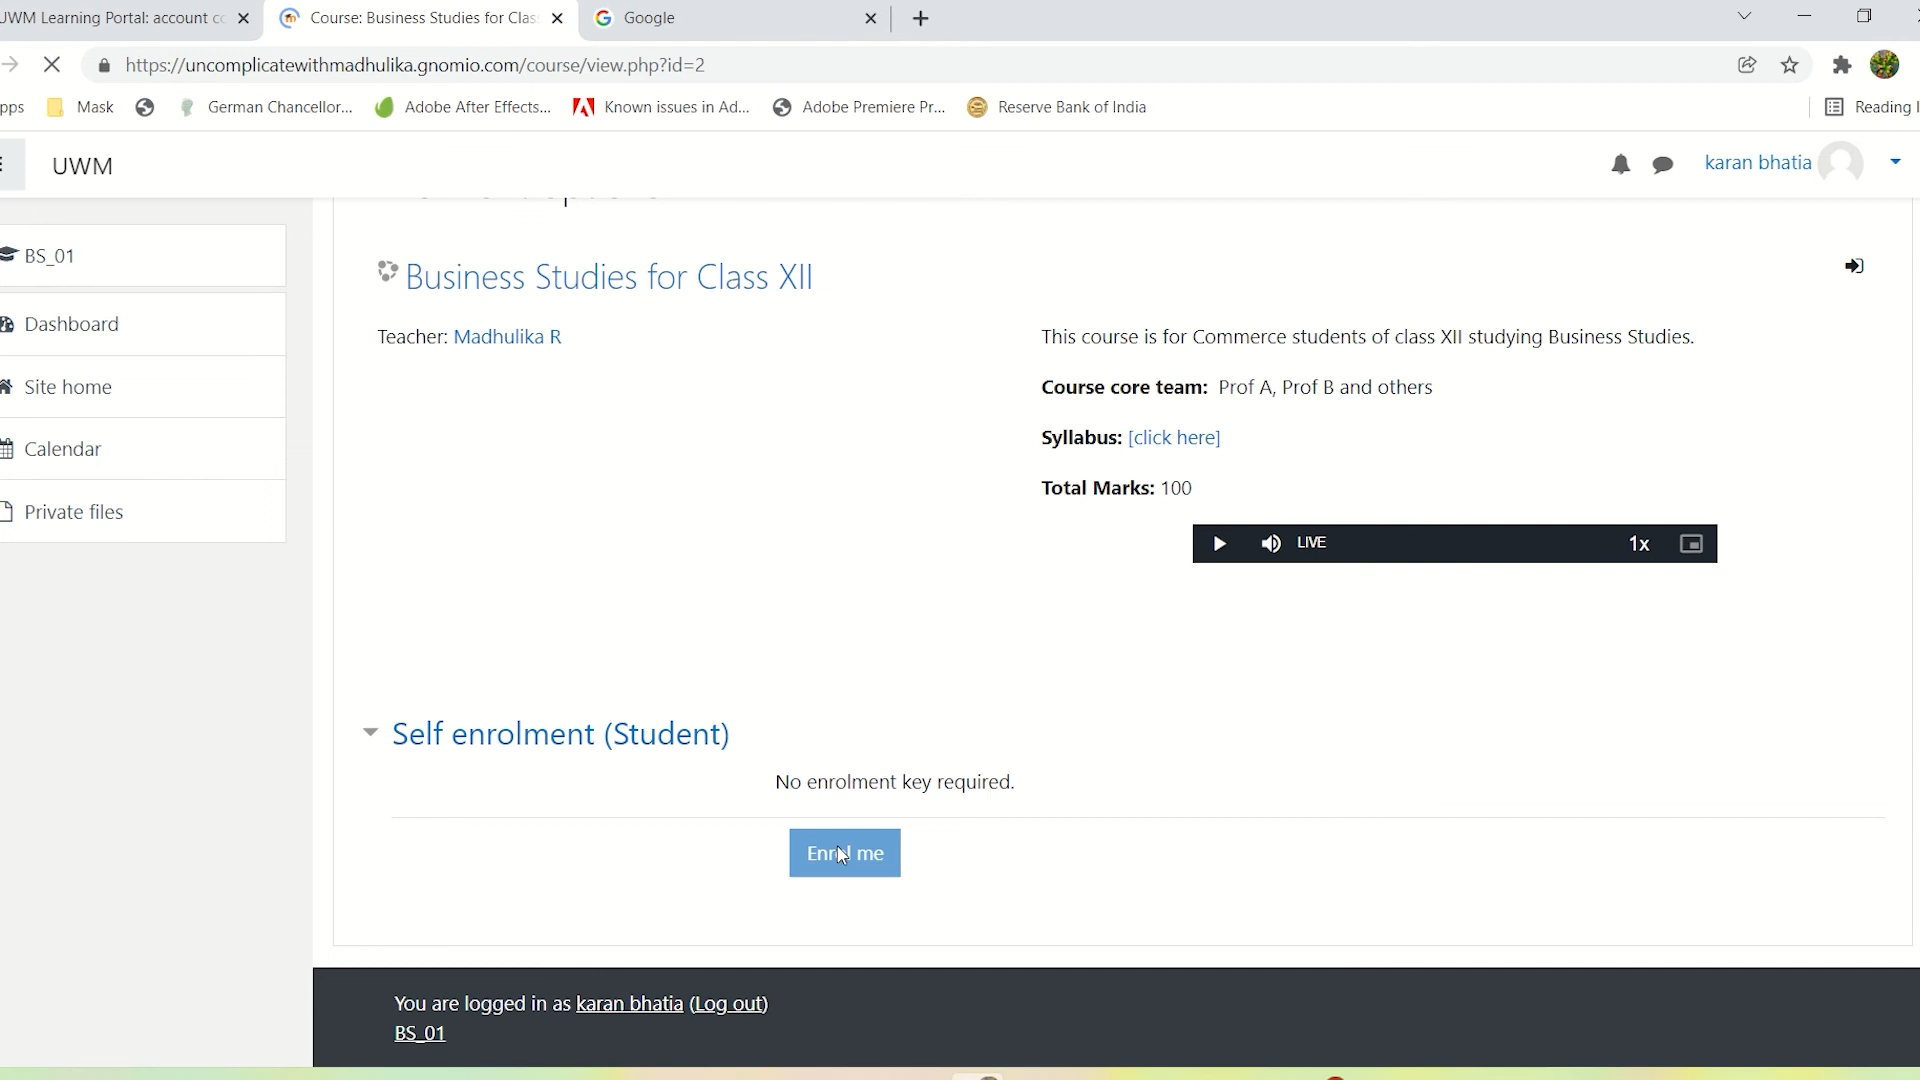 UWM Learning Portal: account co
Course: Business Studies for Clas
Google
https://uncomplicatewithmadhulika.gnomio.com/course/view.php?id=2
pps
Mask
German Chancellor...
Adobe After Effects...
Known issues in Ad...
Adobe Premiere Pr...
Reserve Bank of India
Reading l
UWM
karan bhatia
BS_01
Dashboard
Site home
Calendar
Private files
Business Studies for Class XII
Teacher: Madhulika R
This course is for Commerce students of class XII studying Business Studies.
Course core team: Prof A, Prof B and others
Syllabus: [click here]
Total Marks: 100
LIVE
1x
Self enrolment (Student)
No enrolment key required.
Enrol me
You are logged in as karan bhatia (Log out)
BS_01